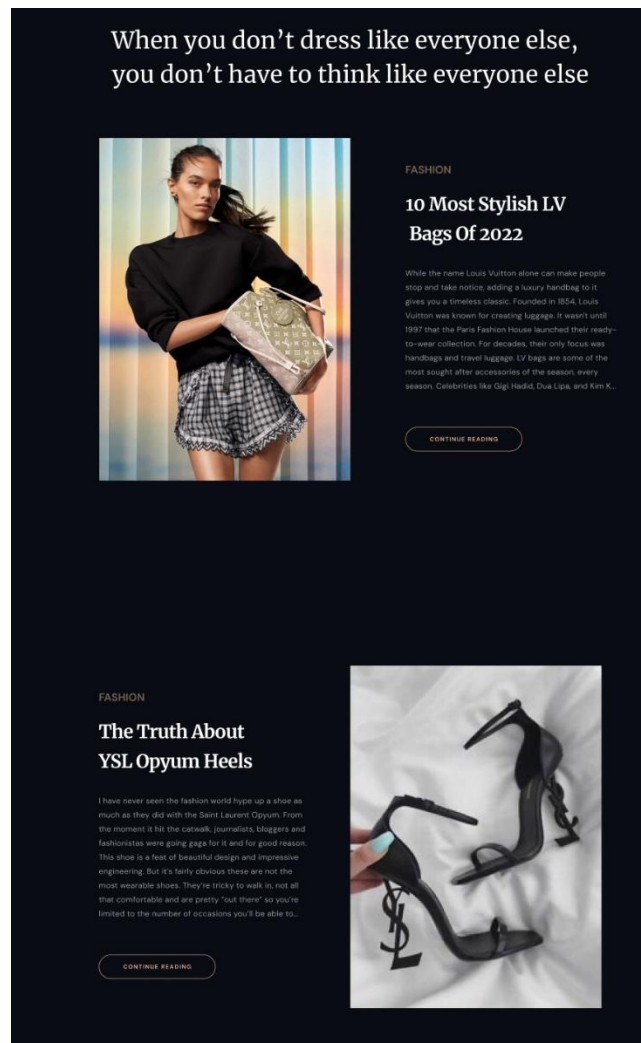 When you don’t dress like everyone else,
you don’t have to think like everyone else
FASHION
10 Most Stylish LV
Bags Of 2022
While the name Louis Vuitton alone can make people
stop and take notice, adding a luxury handbag to it
gives you a timeless classic. Founded in 1854, Louis
Vuitton was known for creating luggage. It wasn't until
1997 that the Paris Fashion House launched their ready-
to-wear collection. For decades, their only focus was
handbags and travel luggage. LV bags are some of the
most sought after accessories of the season, every
season. Celebrities like Gigi Hadid, Dua Lipa, and Kim K...
CONTINUE READING
FASHION
The Truth About
YSL Opyum Heels
I have never seen the fashion world hype up a shoe as
much as they did with the Saint Laurent Opyum. From
the moment it hit the catwalk, journalists, bloggers and
fashionistas were going gaga for it and for good reason.
This shoe is a feat of beautiful design and impressive
engineering. But it's fairly obvious these are not the
most wearable shoes. They're tricky to walk in, not all
that comfortable and are pretty "out there" so you're
limited to the number of occasions you'll be able to...
CONTINUE READING
YSL
YSL